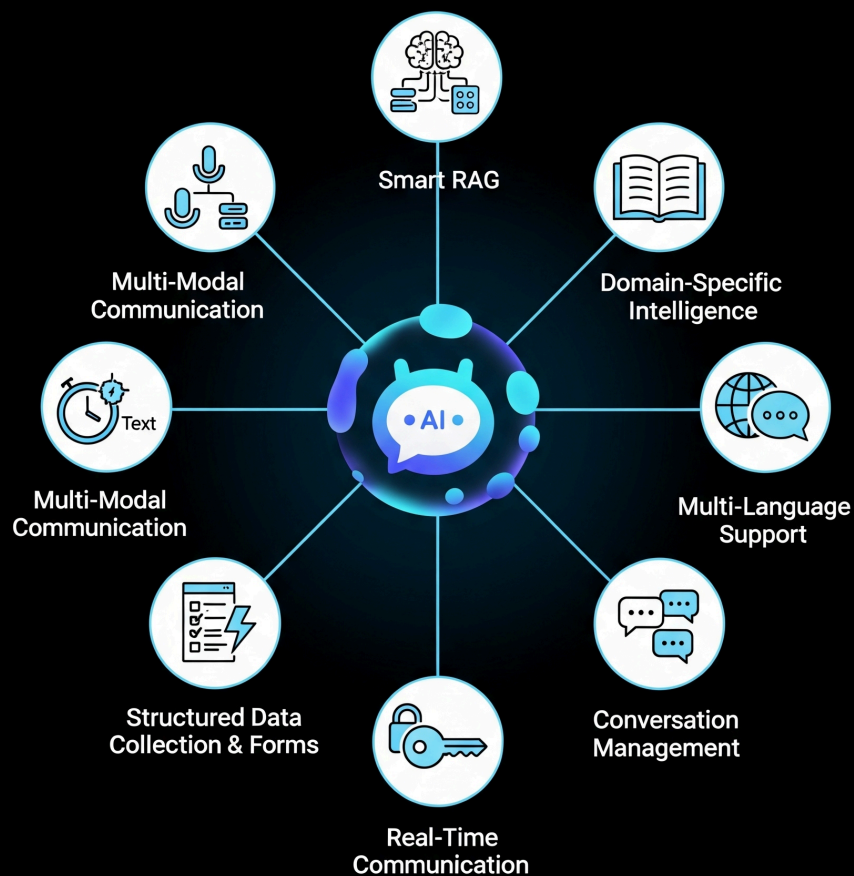 Smart RAG
Multi-Modal
Communication
Domain-Specific
Intelligence
AI
Text
Multi-Modal
Communication
Multi-Language
Support
Structured Data
Collection & Forms
Conversation
Management
Real-Time
Communication